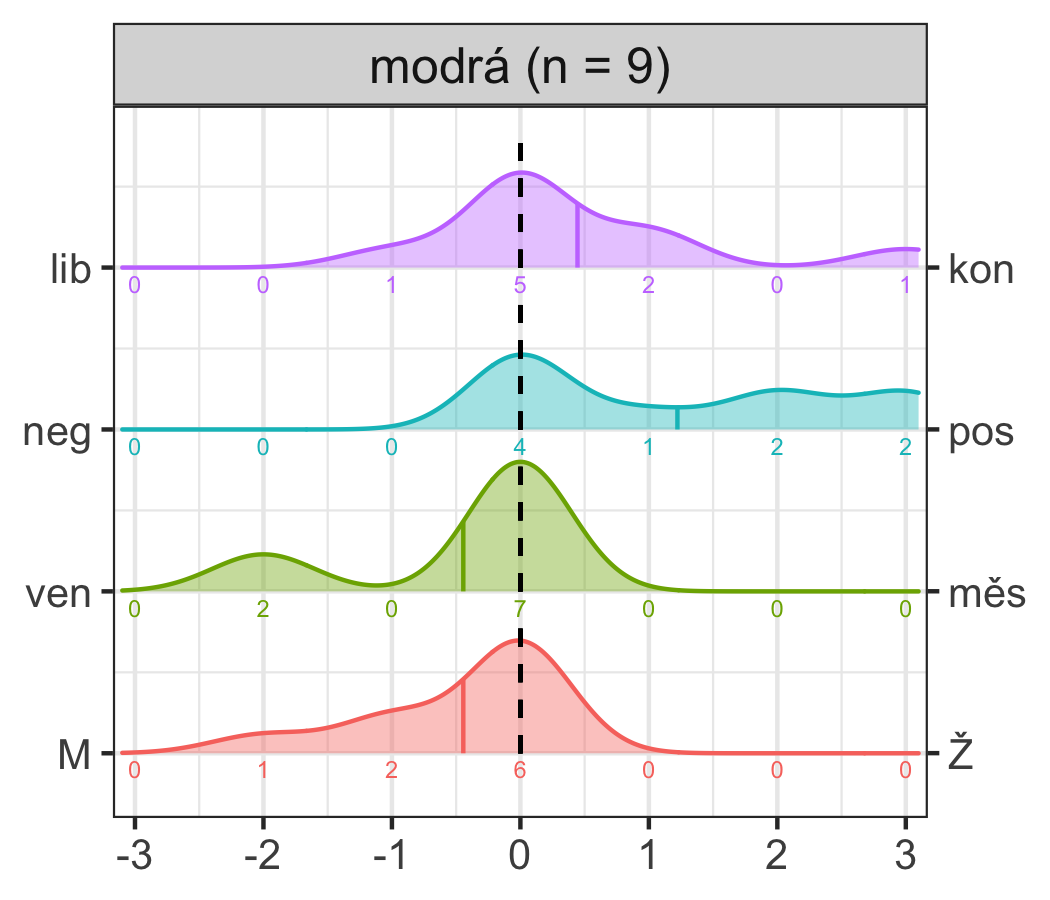 modrá (n = 9)
lib kon
0 0 1 5 2 0 1
neg pos
0 0 0 4 1 2 2
ven měs
0 2 0 7 0 0 0
M Ž
0 1 2 6 0 0 0
-3 -2 -1 0 1 2 3